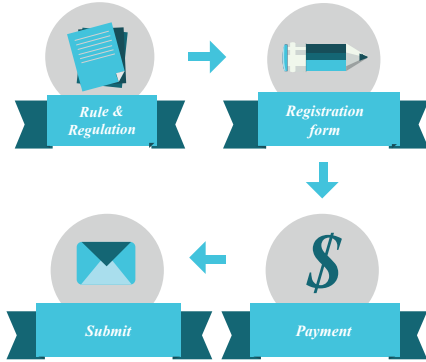 Rule &
Regulation
Registration
form
$
Payment
Submit